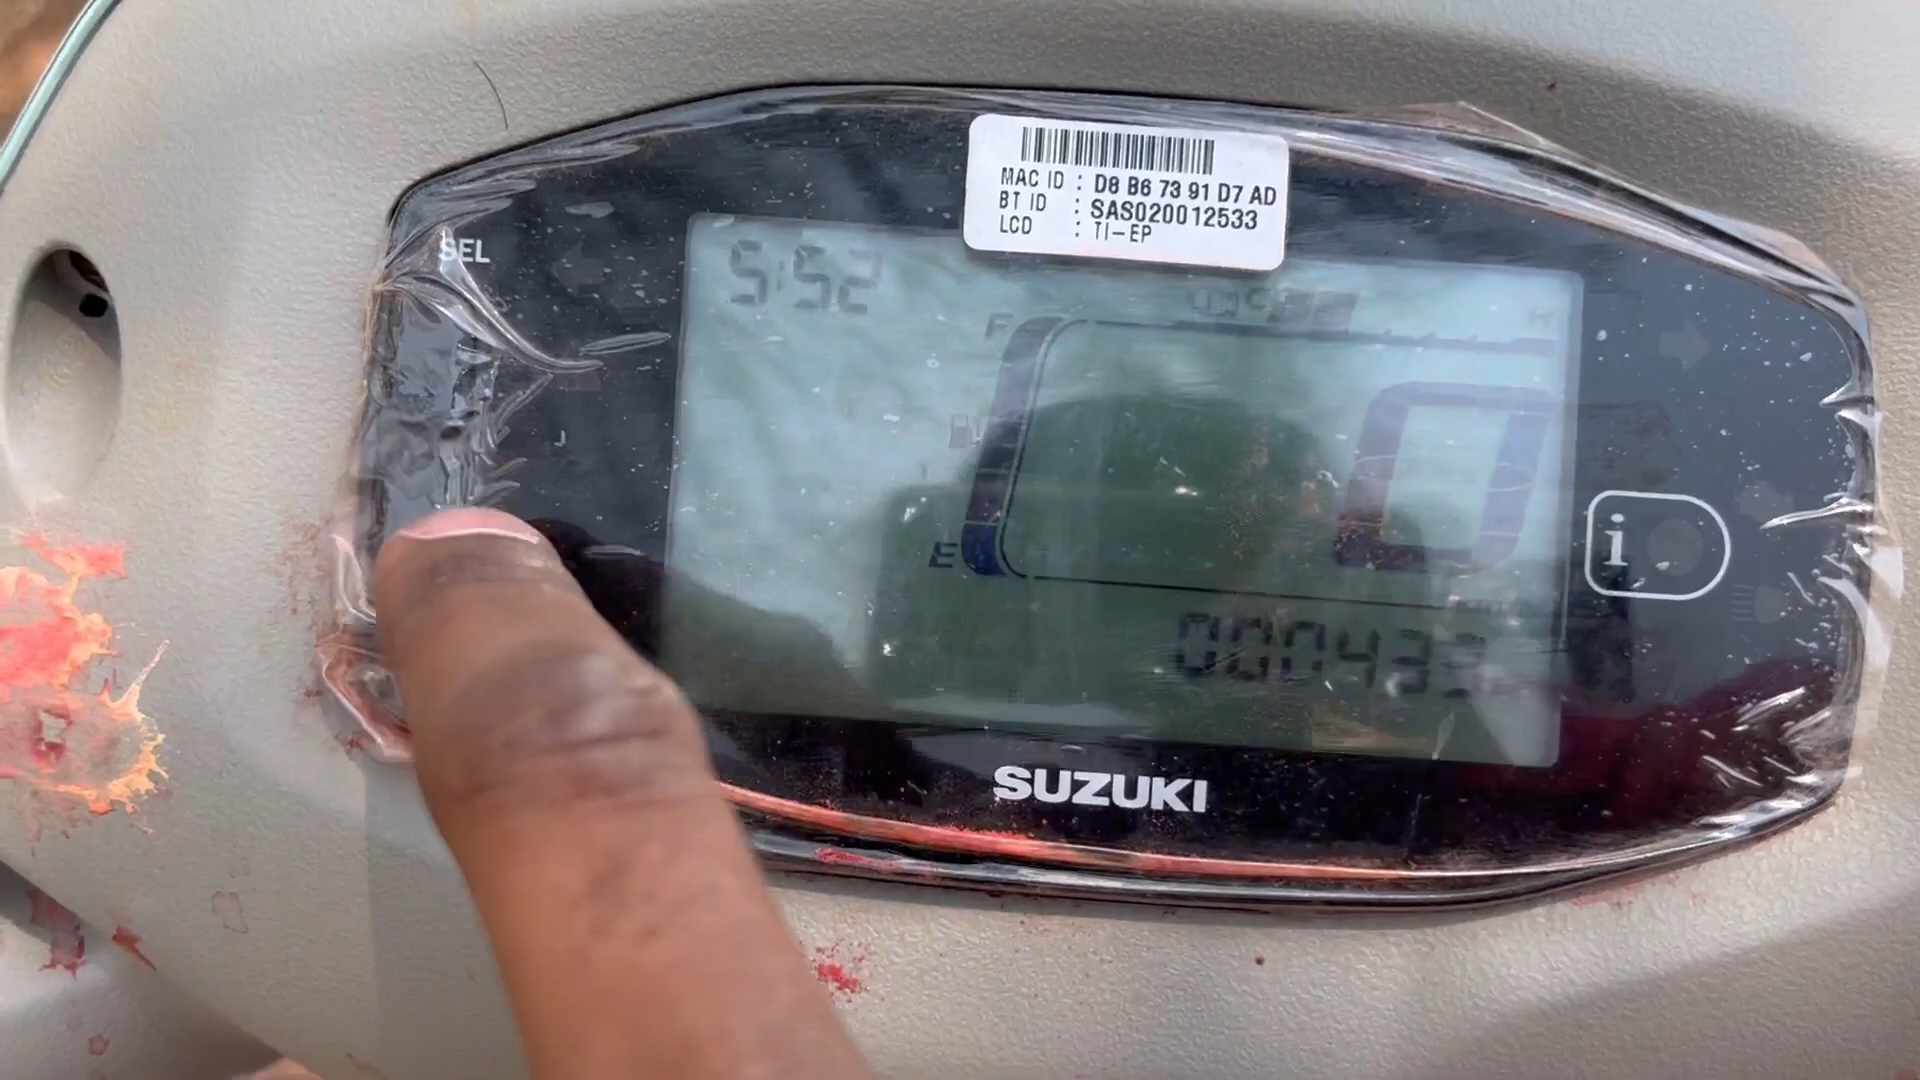 MAC ID : D8 B6 73 91 D7 AD
BT ID : SAS020012533
LCD : TI-EP
SEL
5:52
F
H
0
E
i
SUZUKI